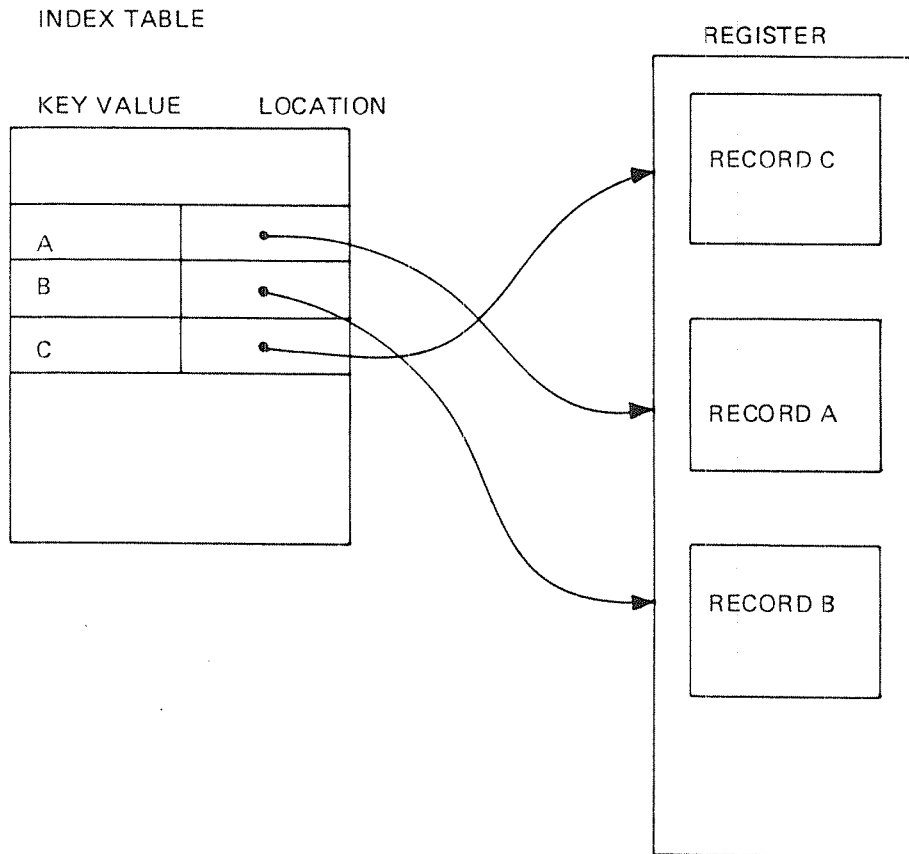 INDEX TABLE
REGISTER
KEY VALUE LOCATION
A
B
C
RECORD C
RECORD A
RECORD B